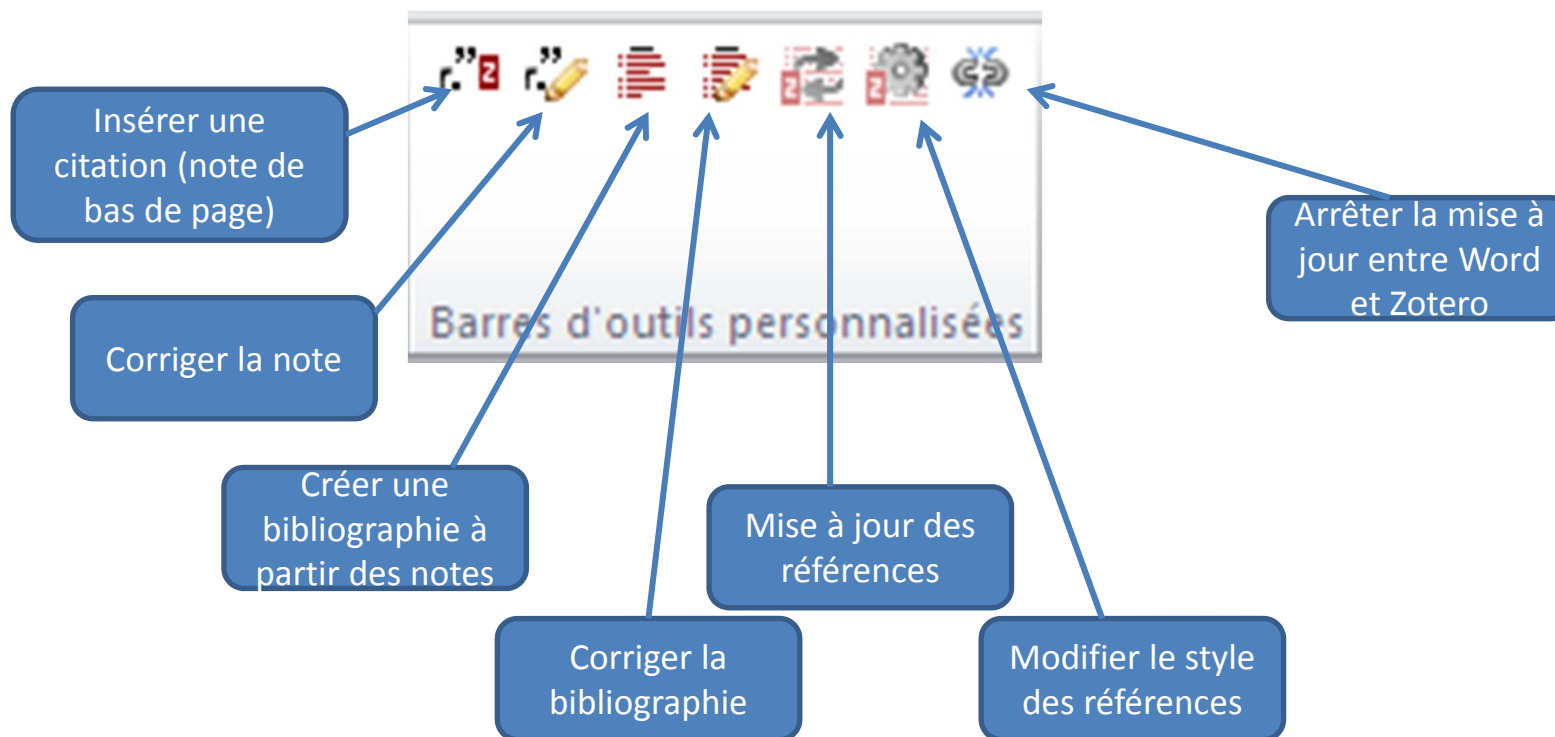 r.”z
r.”
z
z
Insérer une
citation (note de
bas de page)
Arrêter la mise à
jour entre Word
et Zotero
Barres d'outils personnalisées
Corriger la note
Créer une
bibliographie à
partir des notes
Mise à jour des
références
Corriger la
bibliographie
Modifier le style
des références